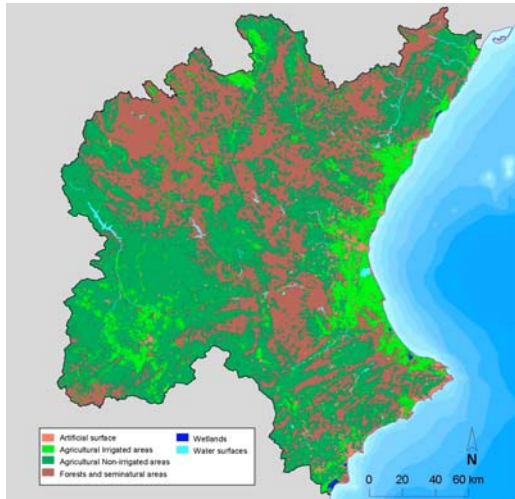 Artificial surface
Agricultural Irrigated areas
Agricultural Non-irrigated areas
Forests and seminatural areas
Wetlands
Water surfaces
N
0 20 40 60 km